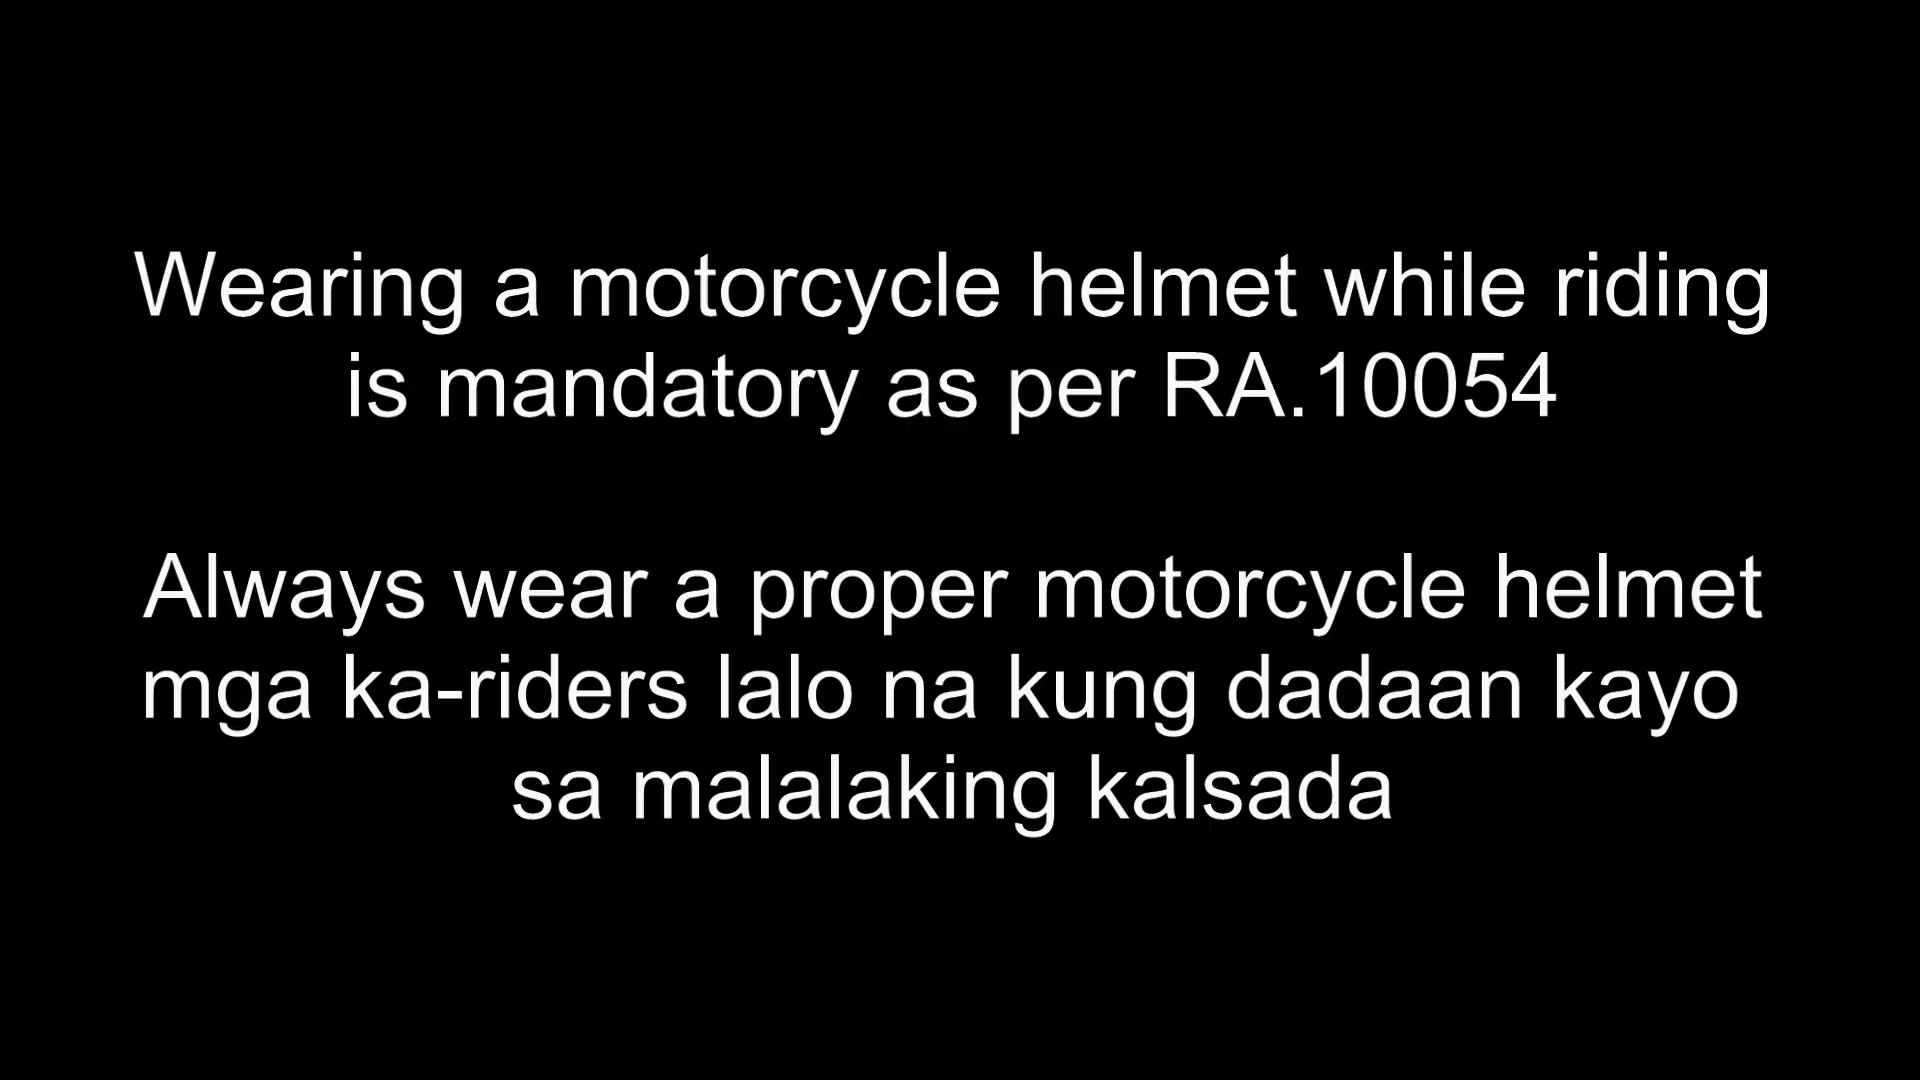 Wearing a motorcycle helmet while riding
is mandatory as per RA.10054
Always wear a proper motorcycle helmet
mga ka-riders lalo na kung dadaan kayo
sa malalaking kalsada